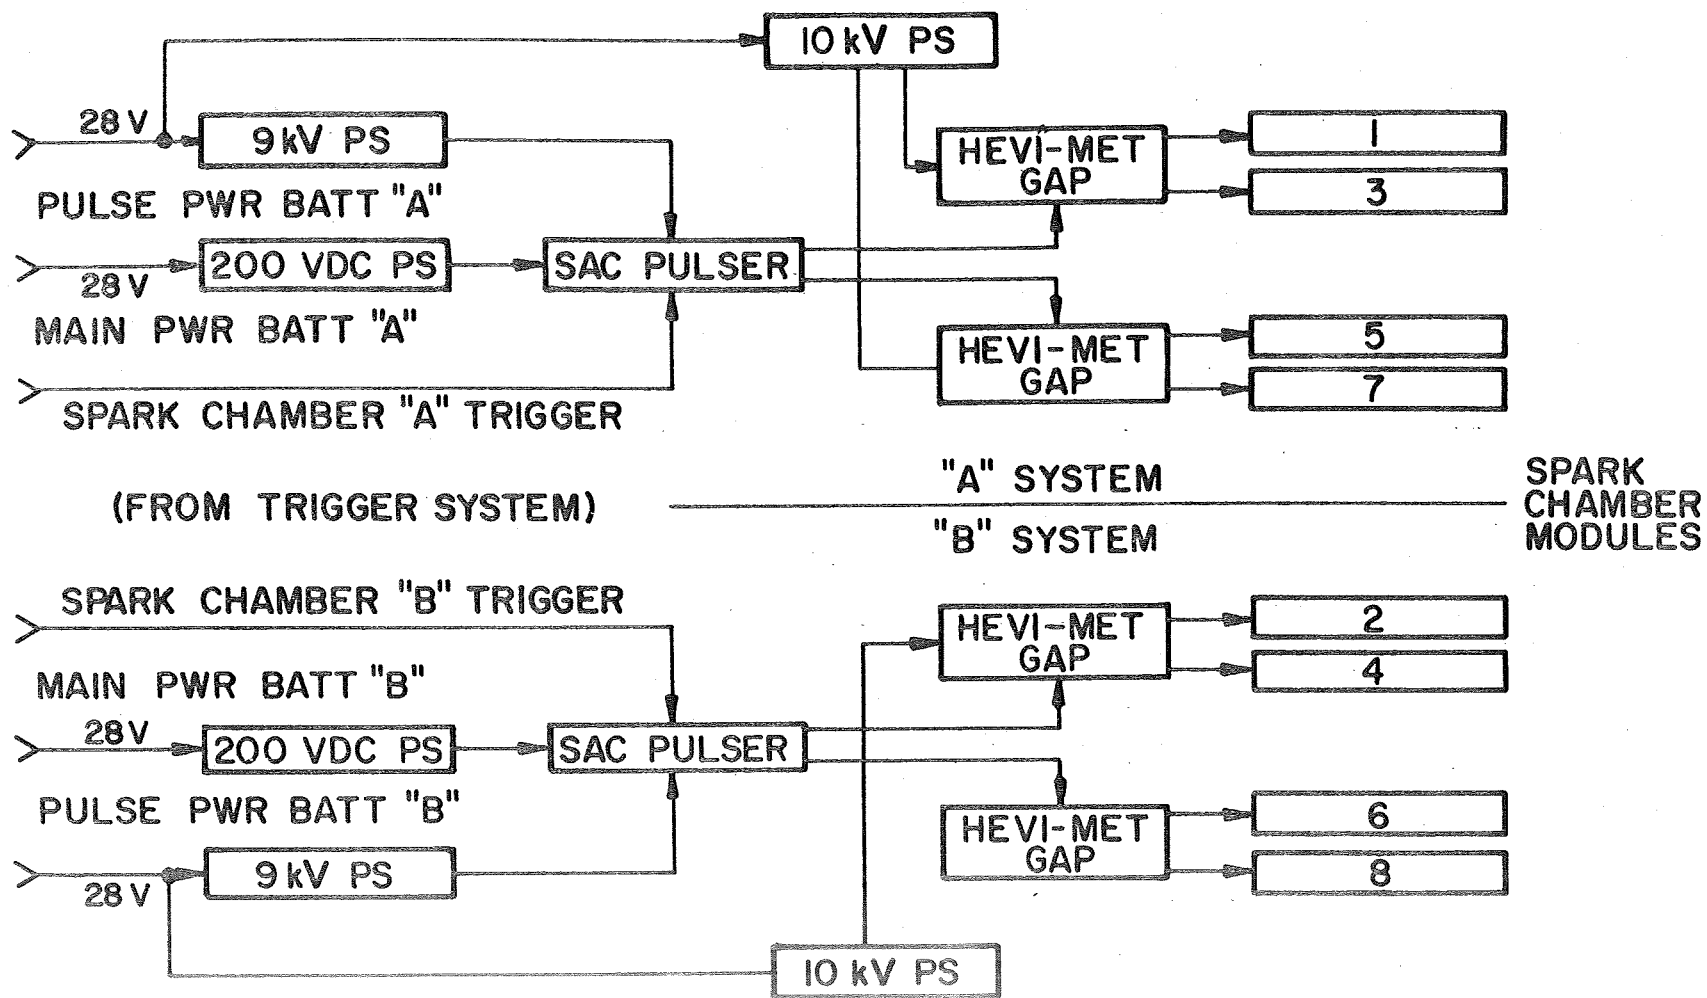 10 kV PS
28 V
9 kV PS
HEVI-MET
GAP
1
3
PULSE PWR BATT "A"
28 V
200 VDC PS
SAC PULSER
MAIN PWR BATT "A"
HEVI-MET
GAP
5
7
SPARK CHAMBER "A" TRIGGER
"A" SYSTEM
(FROM TRIGGER SYSTEM)
"B" SYSTEM
SPARK
CHAMBER
MODULES
SPARK CHAMBER "B" TRIGGER
HEVI-MET
GAP
2
4
MAIN PWR BATT "B"
28 V
200 VDC PS
SAC PULSER
PULSE PWR BATT "B"
HEVI-MET
GAP
6
8
28 V
9 kV PS
10 kV PS